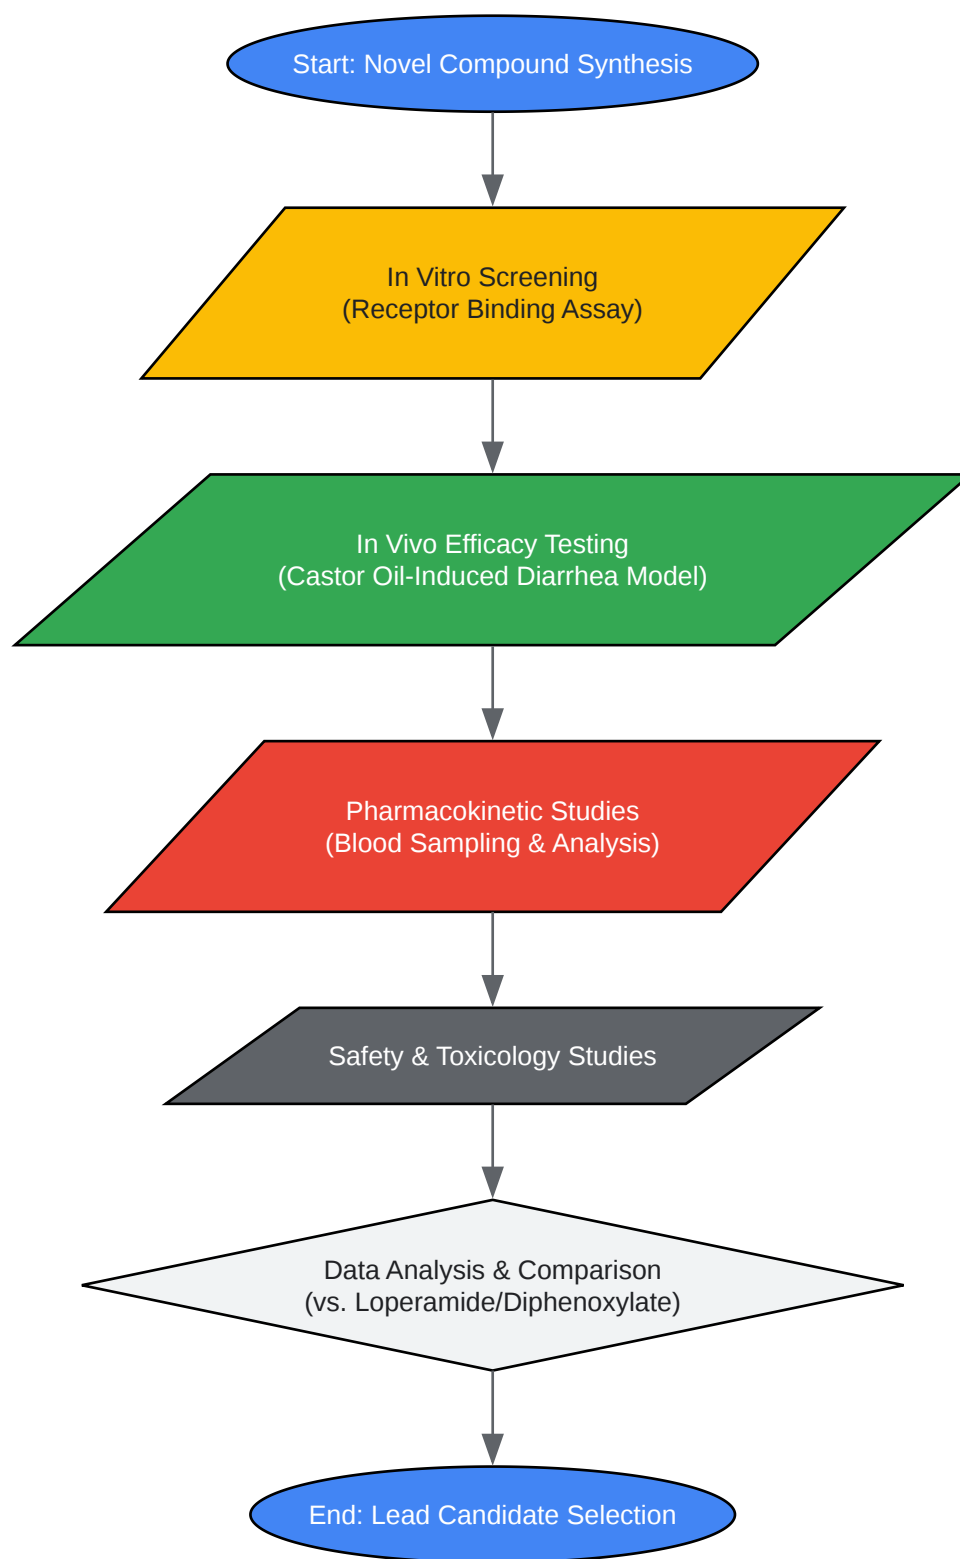 Start: Novel Compound Synthesis
In Vitro Screening
(Receptor Binding Assay)
In Vivo Efficacy Testing
(Castor Oil-Induced Diarrhea Model)
Pharmacokinetic Studies
(Blood Sampling & Analysis)
Safety & Toxicology Studies
Data Analysis & Comparison
(vs. Loperamide/Diphenoxylate)
End: Lead Candidate Selection